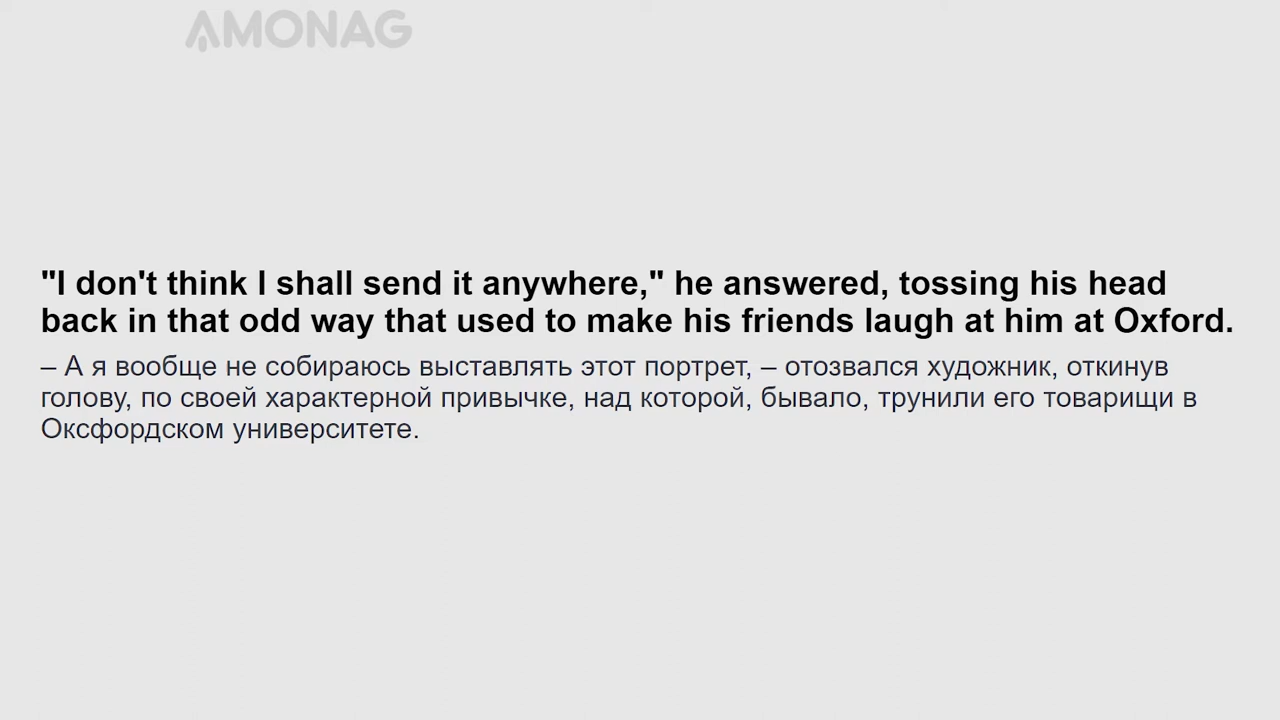 AMONAG
"I don't think I shall send it anywhere," he answered, tossing his head
back in that odd way that used to make his friends laugh at him at Oxford.
– А я вообще не собираюсь выставлять этот портрет, – отозвался художник, откинув
голову, по своей характерной привычке, над которой, бывало, трунили его товарищи в
Оксфордском университете.